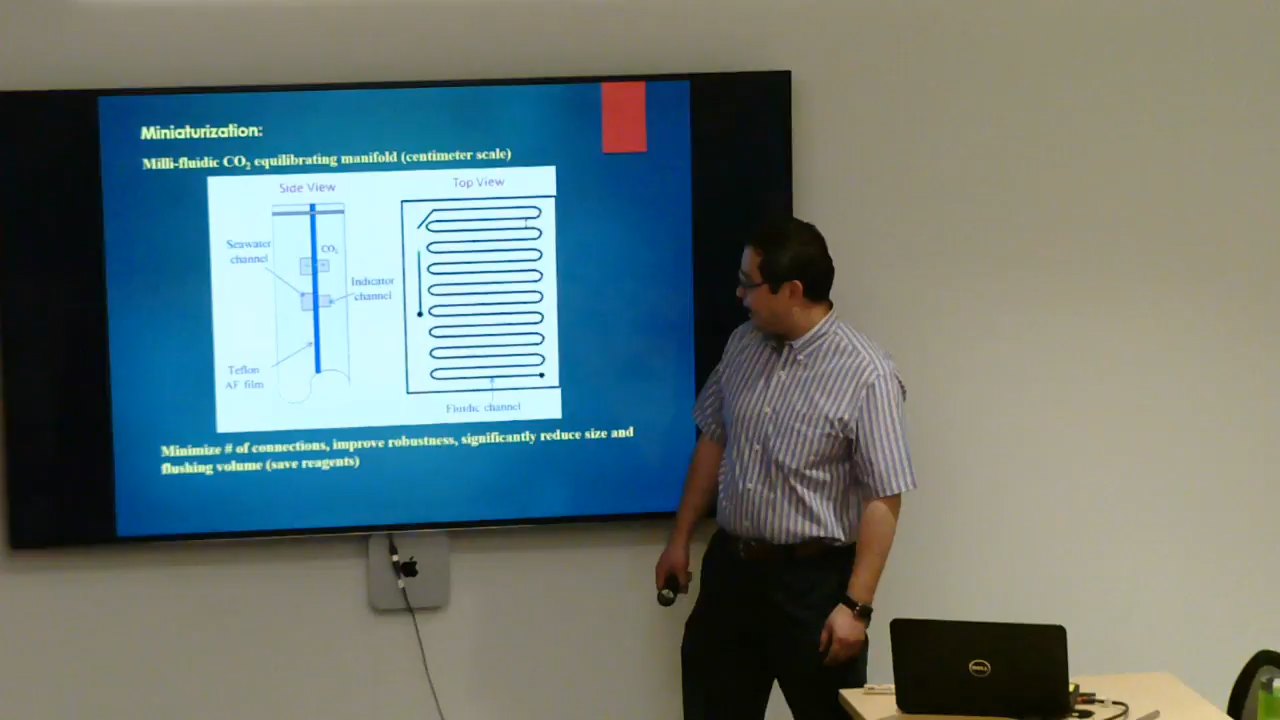 Miniaturization:
Milli-fluidic CO₂ equilibrating manifold (centimeter scale)
Side View
Top View
Seawater
channel
CO₂
Indicator
channel
Teflon
AF film
Fluidic channel
Minimize # of connections, improve robustness, significantly reduce size and
flushing volume (save reagents)
DELL